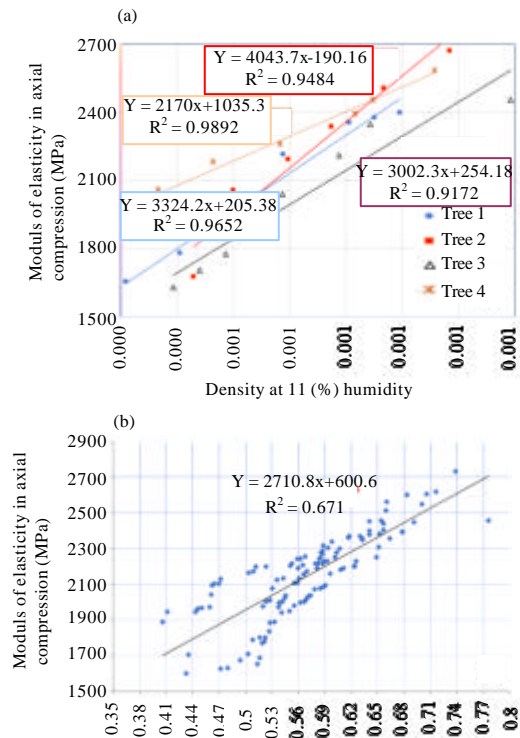 (a)
2700
2400
2100
1800
1500
Moduls of elasticity in axial
compression (MPa)
Y = 4043.7x-190.16
R² = 0.9484
Y = 2170x+1035.3
R² = 0.9892
Y = 3002.3x+254.18
R² = 0.9172
Y = 3324.2x+205.38
R² = 0.9652
Tree 1
Tree 2
Tree 3
Tree 4
0.000 0.000 0.001 0.001 0.001 0.001 0.001 0.001
Density at 11 (%) humidity
(b)
2900
2700
2500
2300
2100
1900
1700
1500
Moduls of elasticity in axial
compression (MPa)
Y = 2710.8x+600.6
R² = 0.671
0.35 0.38 0.41 0.44 0.47 0.5 0.53 0.56 0.59 0.62 0.65 0.68 0.71 0.74 0.77 0.8